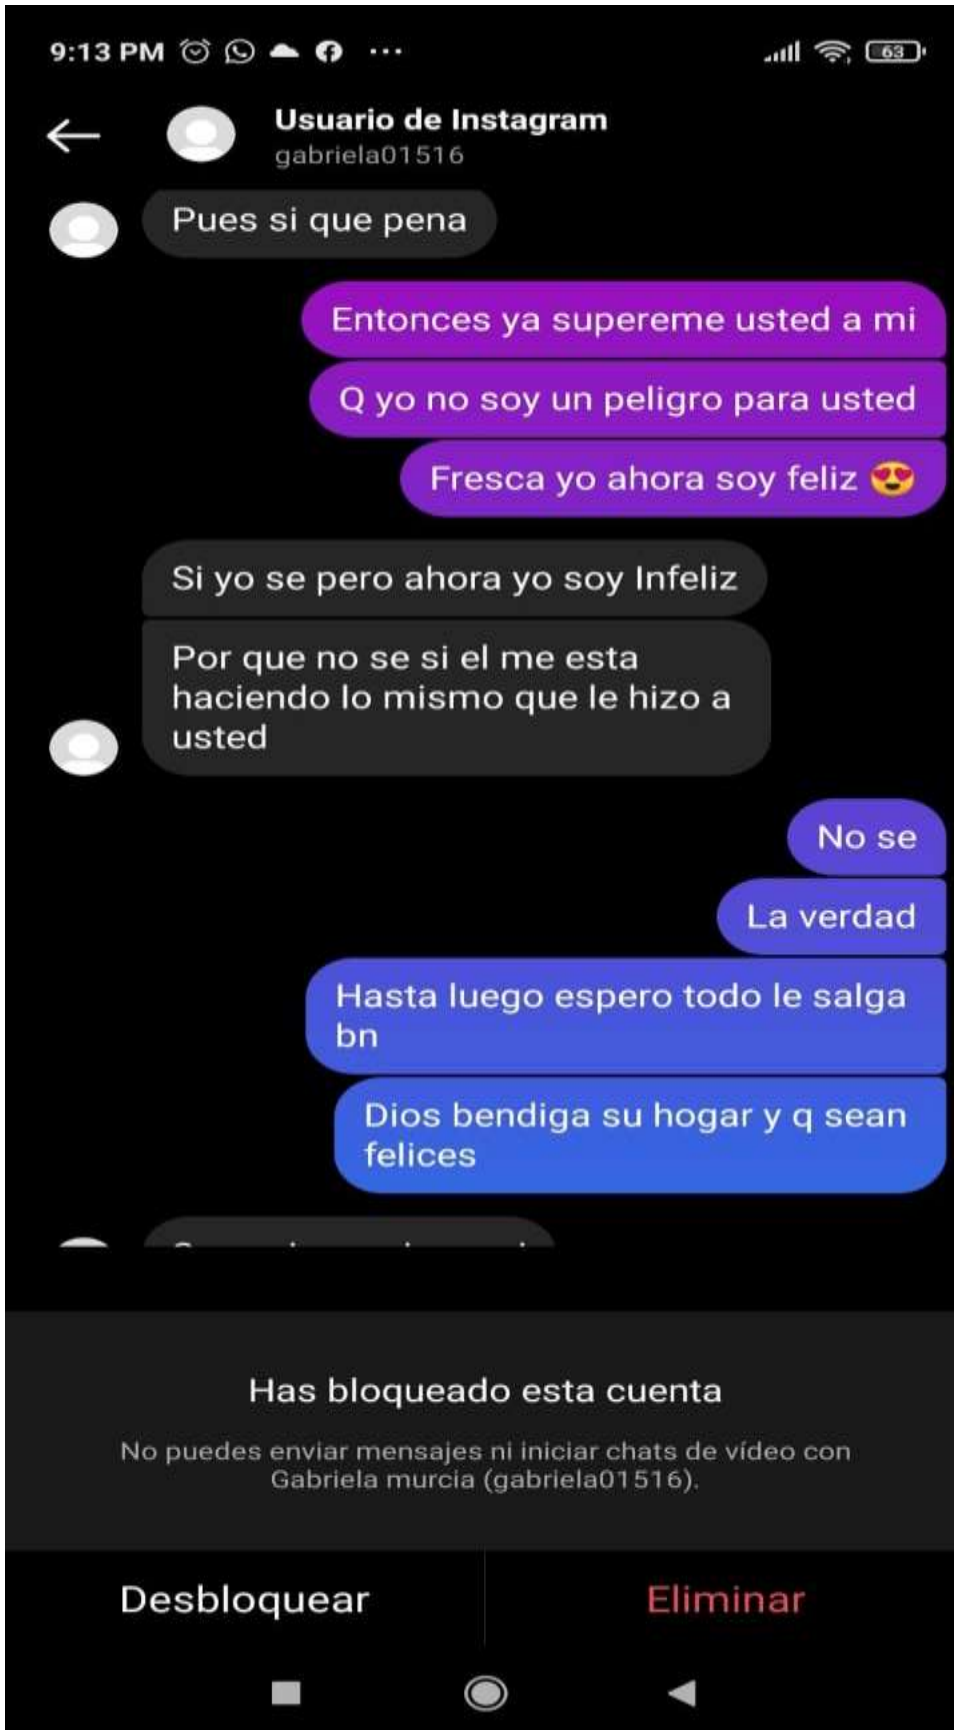 9:13 PM
63
Usuario de Instagram
gabriela01516
Pues si que pena
Entonces ya supereme usted a mi
Q yo no soy un peligro para usted
Fresca yo ahora soy feliz 😍
Si yo se pero ahora yo soy Infeliz
Por que no se si el me esta
haciendo lo mismo que le hizo a
usted
No se
La verdad
Hasta luego espero todo le salga
bn
Dios bendiga su hogar y q sean
felices
Has bloqueado esta cuenta
No puedes enviar mensajes ni iniciar chats de vídeo con
Gabriela murcia (gabriela01516).
Desbloquear
Eliminar